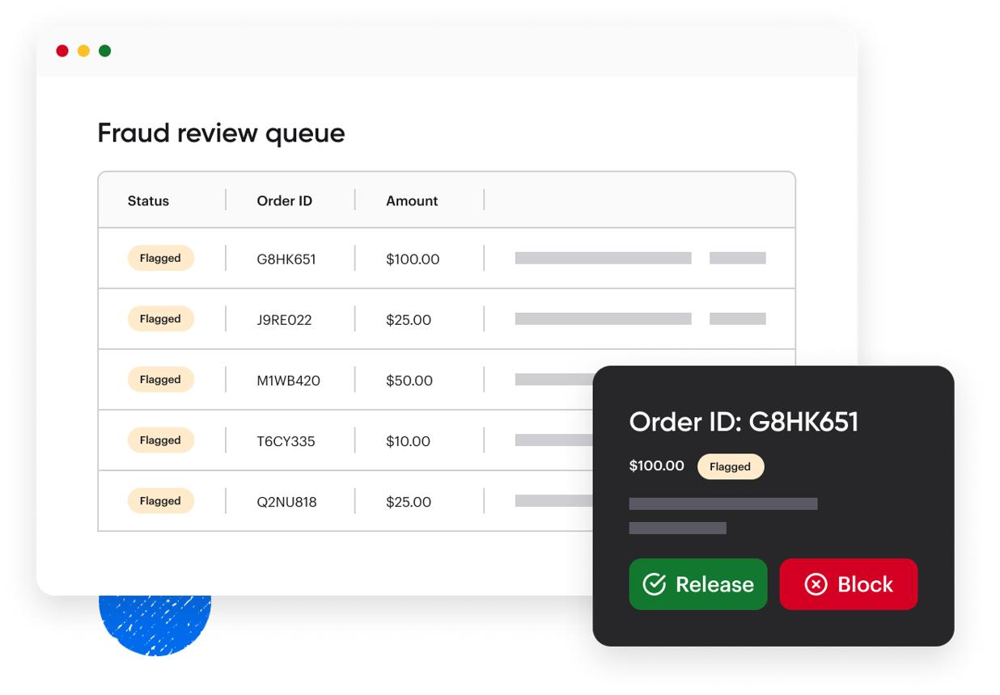 Fraud review queue
Status Order ID Amount
Flagged G8HK651 $100.00
Flagged J9RE022 $25.00
Flagged M1WB420 $50.00
Flagged T6CY335 $10.00
Flagged Q2NU818 $25.00
Order ID: G8HK651
$100.00 Flagged
Release Block